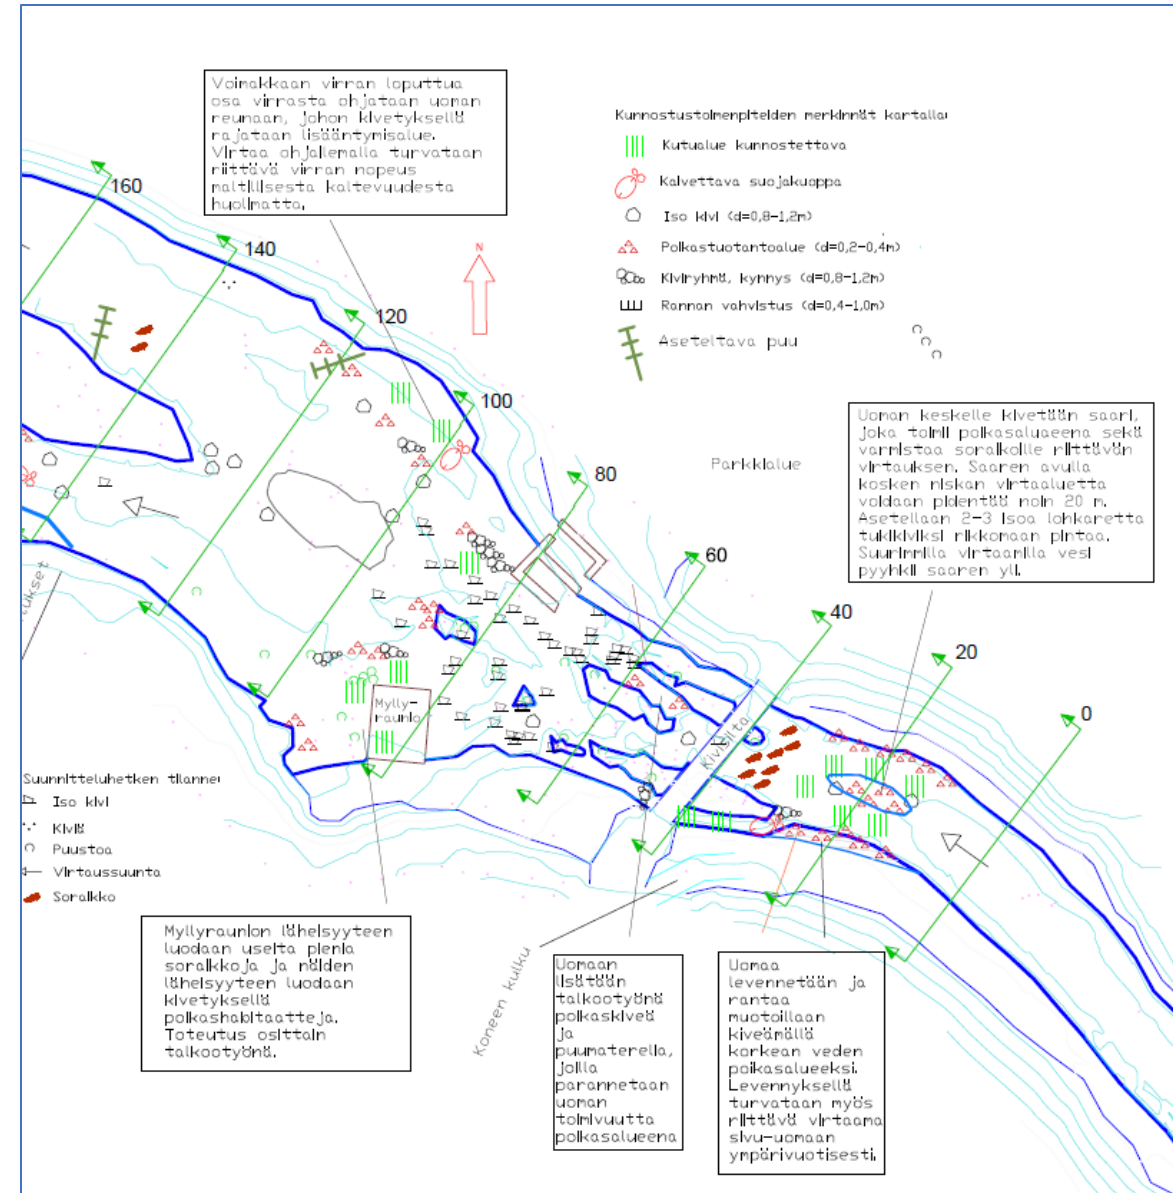 Voimakkaan virran loputtua
osa virrasta ohjataan uoman
reunaan, johon kivetyksellä
rajataan lisääntymisalue.
Virtaa ohjailemalla turvataan
riittävä virran nopeus
maltillisesta kaltevuudesta
huolimatta.
Kunnostustoimenpiteiden merkinnät kartalla:
Kutualue kunnostettava
Kaivettava suojakuoppa
Iso kivi (d=0,8-1,2m)
Poikastuotantoalue (d=0,2-0,4m)
Kiviryhmä, kynnys (d=0,8-1,2m)
Rannan vahvistus (d=0,4-1,0m)
Aseteltava puu
N
160
140
120
100
80
60
40
20
0
Parkkialue
Uoman keskelle kivetään saari,
joka toimii poikasalueena sekä
varmistaa soraikoille riittävän
virtauksen. Saaren avulla
kosken niskan virtaaluetta
voidaan pidentää noin 20 m.
Asetellaan 2-3 isoa lohkaretta
tukikiviksi rikkomaan pintaa.
Suurimmilla virtaamilla vesi
pyyhkii saaren yli.
Mylly-
raunio
Kivisilta
Suunnitteluhetken tilanne:
Iso kivi
Kiviä
Puustoa
Virtaussuunta
Soraikko
Myllyraunion läheisyyteen
luodaan useita pieniä
soraikkoja ja näiden
läheisyyteen luodaan
kivetyksellä
poikashabitaatteja.
Toteutus osittain
talkootyönä.
Koneen kulku
Uomaan
lisätään
talkootyönä
poikaskiveä
ja
puumaterella,
joilla
parannetaan
uoman
toimivuutta
poikasalueena
Uomaa
levennetään ja
rantaa
muotoillaan
kiveämällä
korkean veden
poikasalueeksi.
Levennyksellä
turvataan myös
riittävä virtaama
sivu-uomaan
ympärivuotisesti.